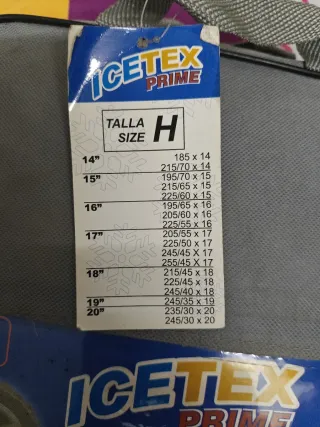 ICETEX
PRIME
TALLA
SIZE H
14" 185 x 14
215/70 x 14
15" 195/70 x 15
215/65 x 15
225/60 x 15
16" 195/65 x 16
205/60 x 16
225/55 x 16
17" 205/55 x 17
225/50 x 17
245/45 X 17
255/45 X 17
18" 215/45 x 18
225/45 x 18
245/40 x 18
19" 245/35 x 19
20" 235/30 x 20
245/30 x 20
ICETEX
PRIME